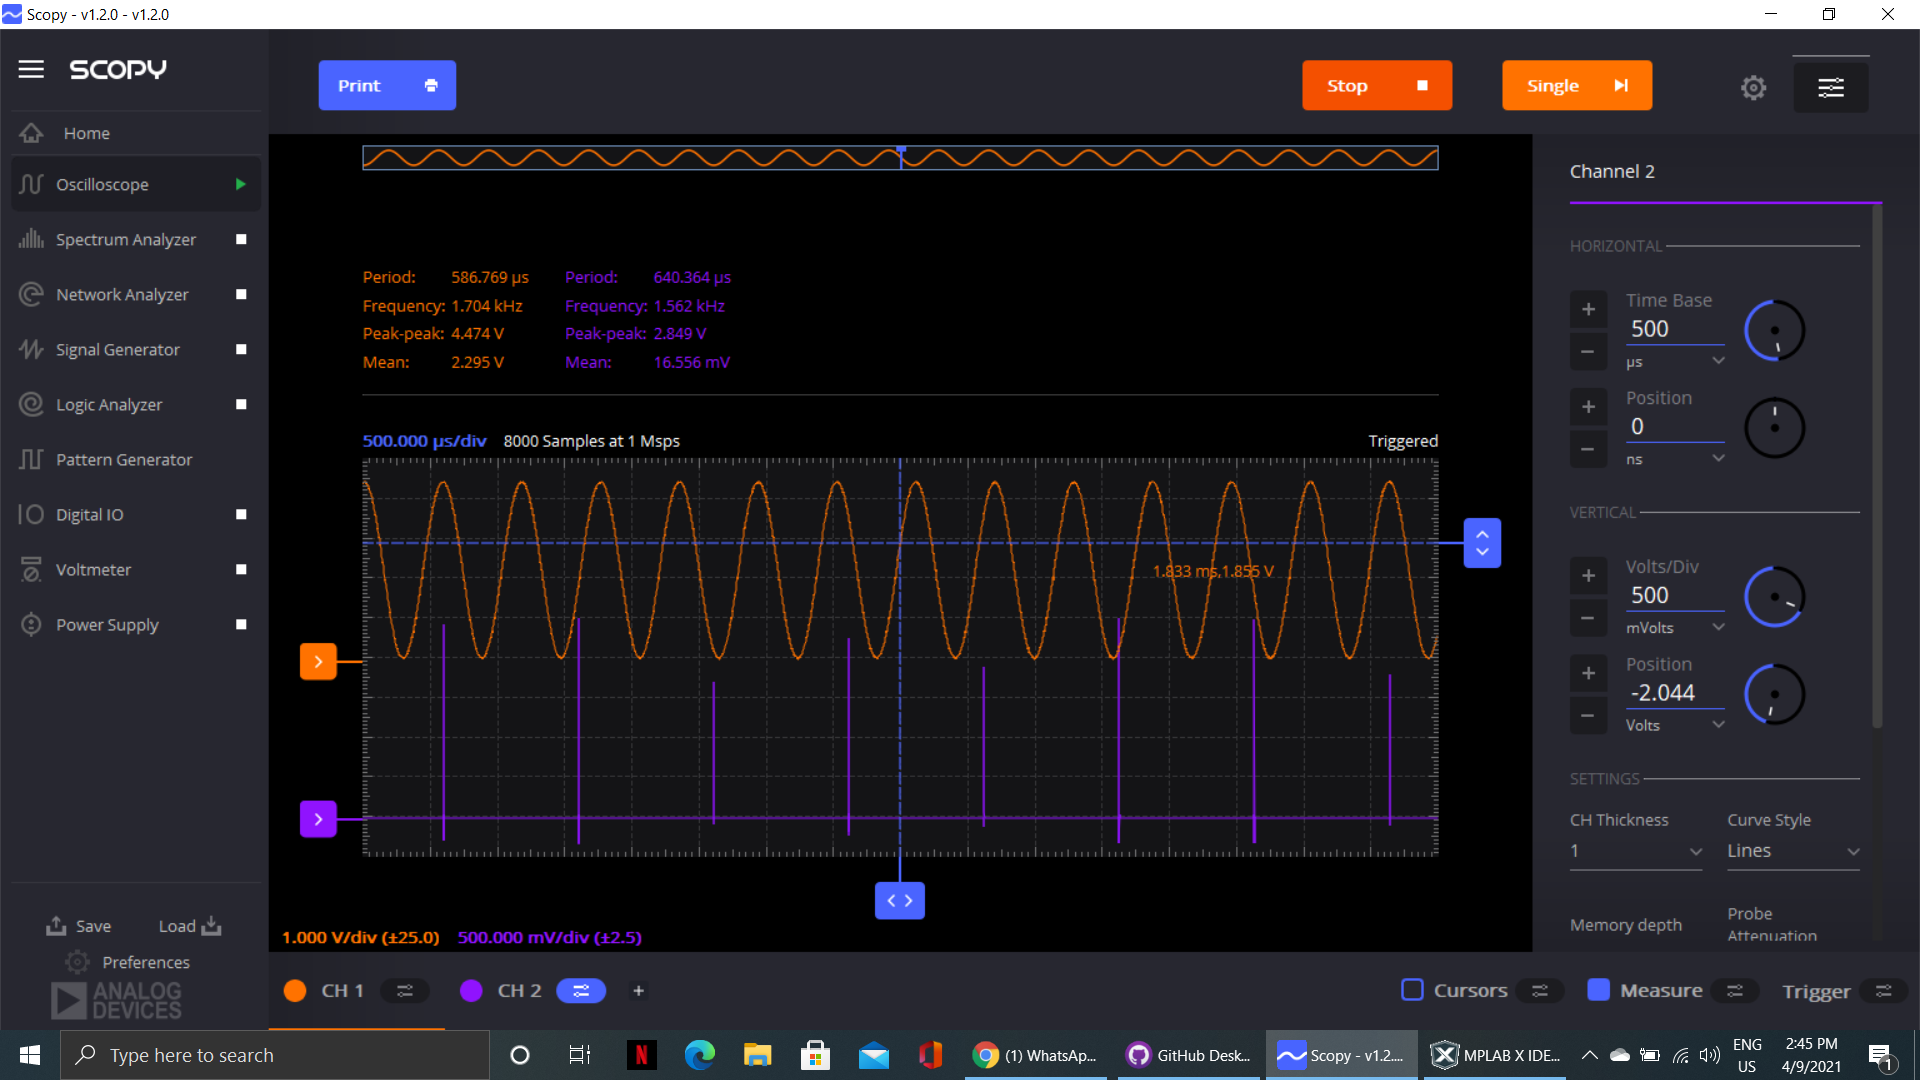 Scopy - v1.2.0 - v1.2.0
SCOPY
Print
Stop
Single
Home
Oscilloscope
Spectrum Analyzer
Network Analyzer
Signal Generator
Logic Analyzer
Pattern Generator
Digital IO
Voltmeter
Power Supply
Save Load
Preferences
ANALOG
DEVICES
Period: 586.769 µs Period: 640.364 µs
Frequency: 1.704 kHz Frequency: 1.562 kHz
Peak-peak: 4.474 V Peak-peak: 2.849 V
Mean: 2.295 V Mean: 16.556 mV
500.000 µs/div 8000 Samples at 1 Msps Triggered
1.833 ms,1.855 V
1.000 V/div (±25.0) 500.000 mV/div (±2.5)
Channel 2
HORIZONTAL
Time Base
500
µs
Position
0
ns
VERTICAL
Volts/Div
500
mVolts
Position
-2.044
Volts
SETTINGS
CH Thickness Curve Style
1 Lines
Memory depth Probe
Attenuation
CH 1 CH 2 + Cursors Measure Trigger
Type here to search
N
(1) WhatsAp...
GitHub Desk...
Scopy - v1.2....
MPLAB X IDE...
ENG
US
2:45 PM
4/9/2021
1